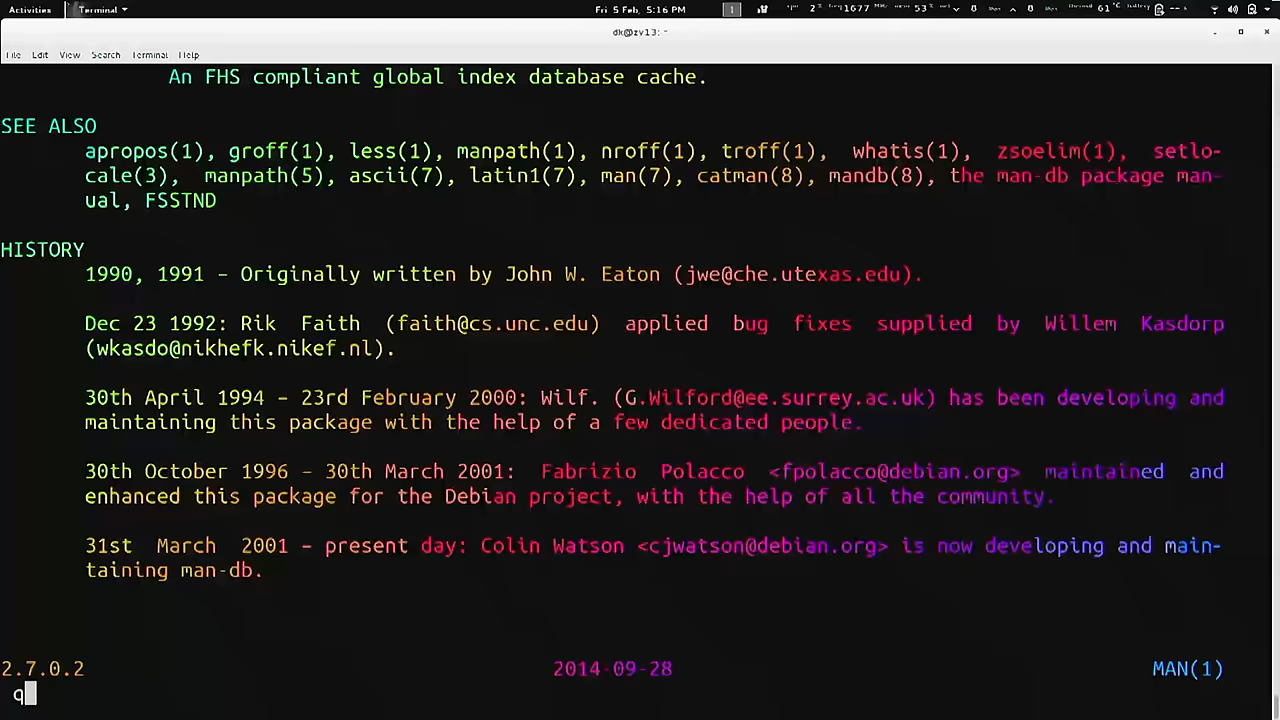 Activities Terminal Fri 5 Feb, 5:16 PM 1 2% 1677 53% 8 8 61°C
dk@zv13: ~
File Edit View Search Terminal Help
An FHS compliant global index database cache.
SEE ALSO
apropos(1), groff(1), less(1), manpath(1), nroff(1), troff(1), whatis(1), zsoelim(1), setlo-
cale(3), manpath(5), ascii(7), latin1(7), man(7), catman(8), mandb(8), the man-db package man-
ual, FSSTND
HISTORY
1990, 1991 – Originally written by John W. Eaton (jwe@che.utexas.edu).
Dec 23 1992: Rik Faith (faith@cs.unc.edu) applied bug fixes supplied by Willem Kasdorp
(wkasdo@nikhefk.nikef.nl).
30th April 1994 – 23rd February 2000: Wilf. (G.Wilford@ee.surrey.ac.uk) has been developing and
maintaining this package with the help of a few dedicated people.
30th October 1996 – 30th March 2001: Fabrizio Polacco <fpolacco@debian.org> maintained and
enhanced this package for the Debian project, with the help of all the community.
31st March 2001 – present day: Colin Watson <cjwatson@debian.org> is now developing and main-
taining man-db.
2.7.0.2 2014-09-28 MAN(1)
q